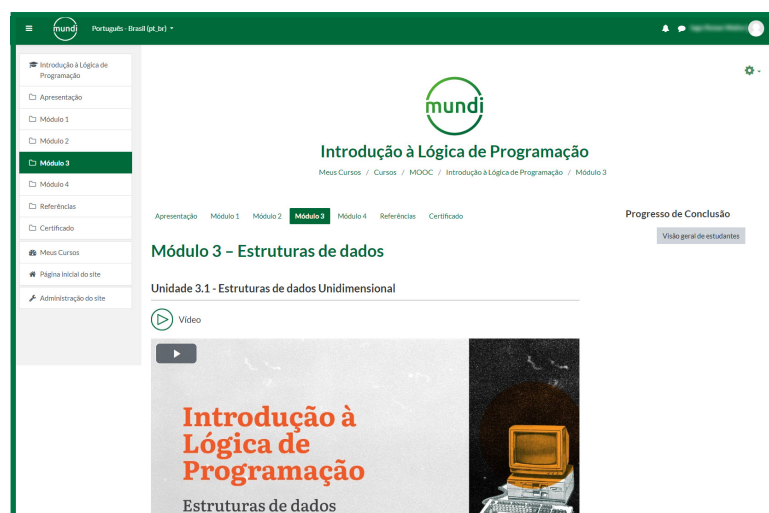 mundi
Português - Brasil (pt_br)
Introdução à Lógica de
Programação
Apresentação
Módulo 1
Módulo 2
Módulo 3
Módulo 4
Referências
Certificado
Meus Cursos
Página inicial do site
Administração do site
mundi
Introdução à Lógica de Programação
Meus Cursos / Cursos / MOOC / Introdução à Lógica de Programação / Módulo 3
Apresentação Módulo 1 Módulo 2 Módulo 3 Módulo 4 Referências Certificado
Progresso de Conclusão
Visão geral de estudantes
Módulo 3 – Estruturas de dados
Unidade 3.1 - Estruturas de dados Unidimensional
Vídeo
Introdução à
Lógica de
Programação
Estruturas de dados